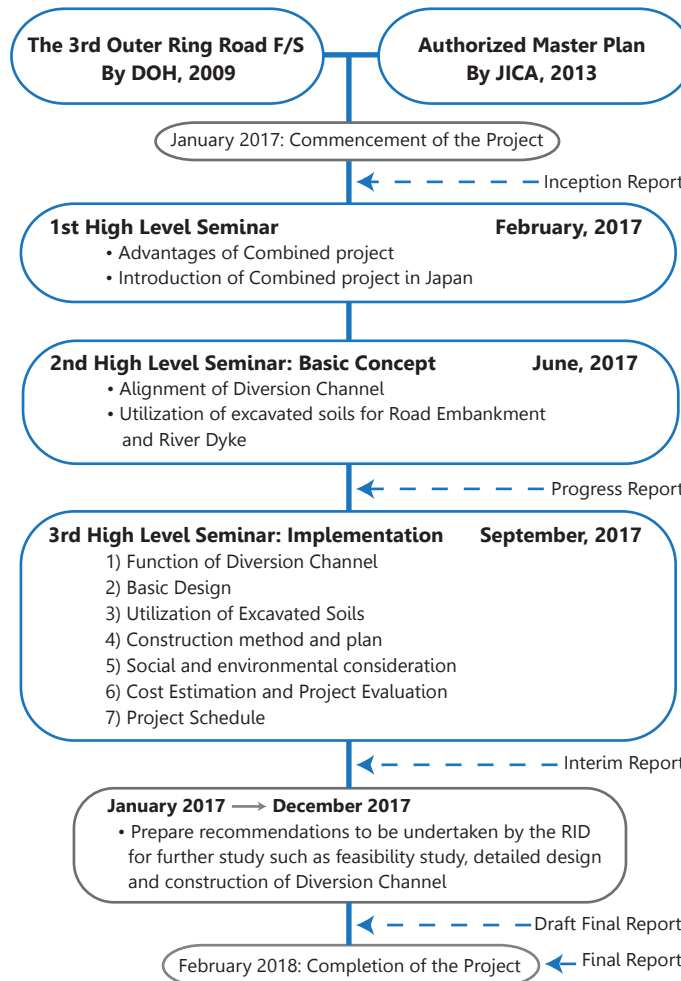 The 3rd Outer Ring Road F/S
By DOH, 2009
Authorized Master Plan
By JICA, 2013
January 2017: Commencement of the Project
Inception Report
1st High Level Seminar February, 2017
• Advantages of Combined project
• Introduction of Combined project in Japan
2nd High Level Seminar: Basic Concept June, 2017
• Alignment of Diversion Channel
• Utilization of excavated soils for Road Embankment
and River Dyke
Progress Report
3rd High Level Seminar: Implementation September, 2017
1) Function of Diversion Channel
2) Basic Design
3) Utilization of Excavated Soils
4) Construction method and plan
5) Social and environmental consideration
6) Cost Estimation and Project Evaluation
7) Project Schedule
Interim Report
January 2017 → December 2017
• Prepare recommendations to be undertaken by the RID
for further study such as feasibility study, detailed design
and construction of Diversion Channel
Draft Final Report
February 2018: Completion of the Project
Final Report